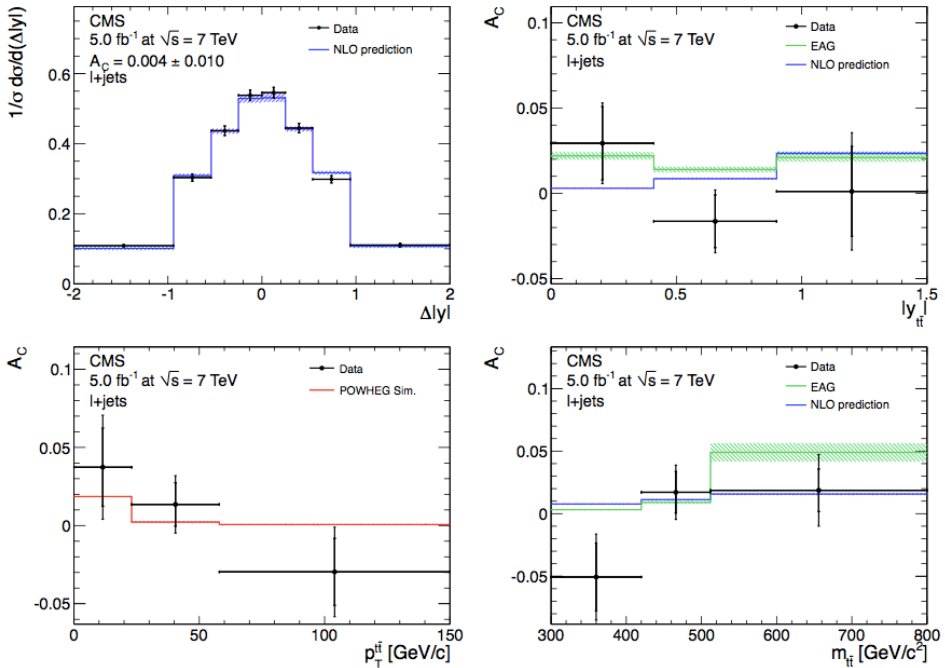 1/σ dσ/d(Δ|y|)
CMS
5.0 fb⁻¹ at √s = 7 TeV
A_C = 0.004 ± 0.010
l+jets
Data
NLO prediction
0.6
0.4
0.2
0
-2 -1 0 1 2
Δ|y|
A_C
CMS
5.0 fb⁻¹ at √s = 7 TeV
l+jets
Data
EAG
NLO prediction
0.1
0.05
0
-0.05
0 0.5 1 1.5
|y_tt̄|
A_C
CMS
5.0 fb⁻¹ at √s = 7 TeV
l+jets
Data
POWHEG Sim.
0.1
0.05
0
-0.05
0 50 100 150
p_T^tt̄ [GeV/c]
A_C
CMS
5.0 fb⁻¹ at √s = 7 TeV
l+jets
Data
EAG
NLO prediction
0.1
0.05
0
-0.05
300 400 500 600 700 800
m_tt̄ [GeV/c²]